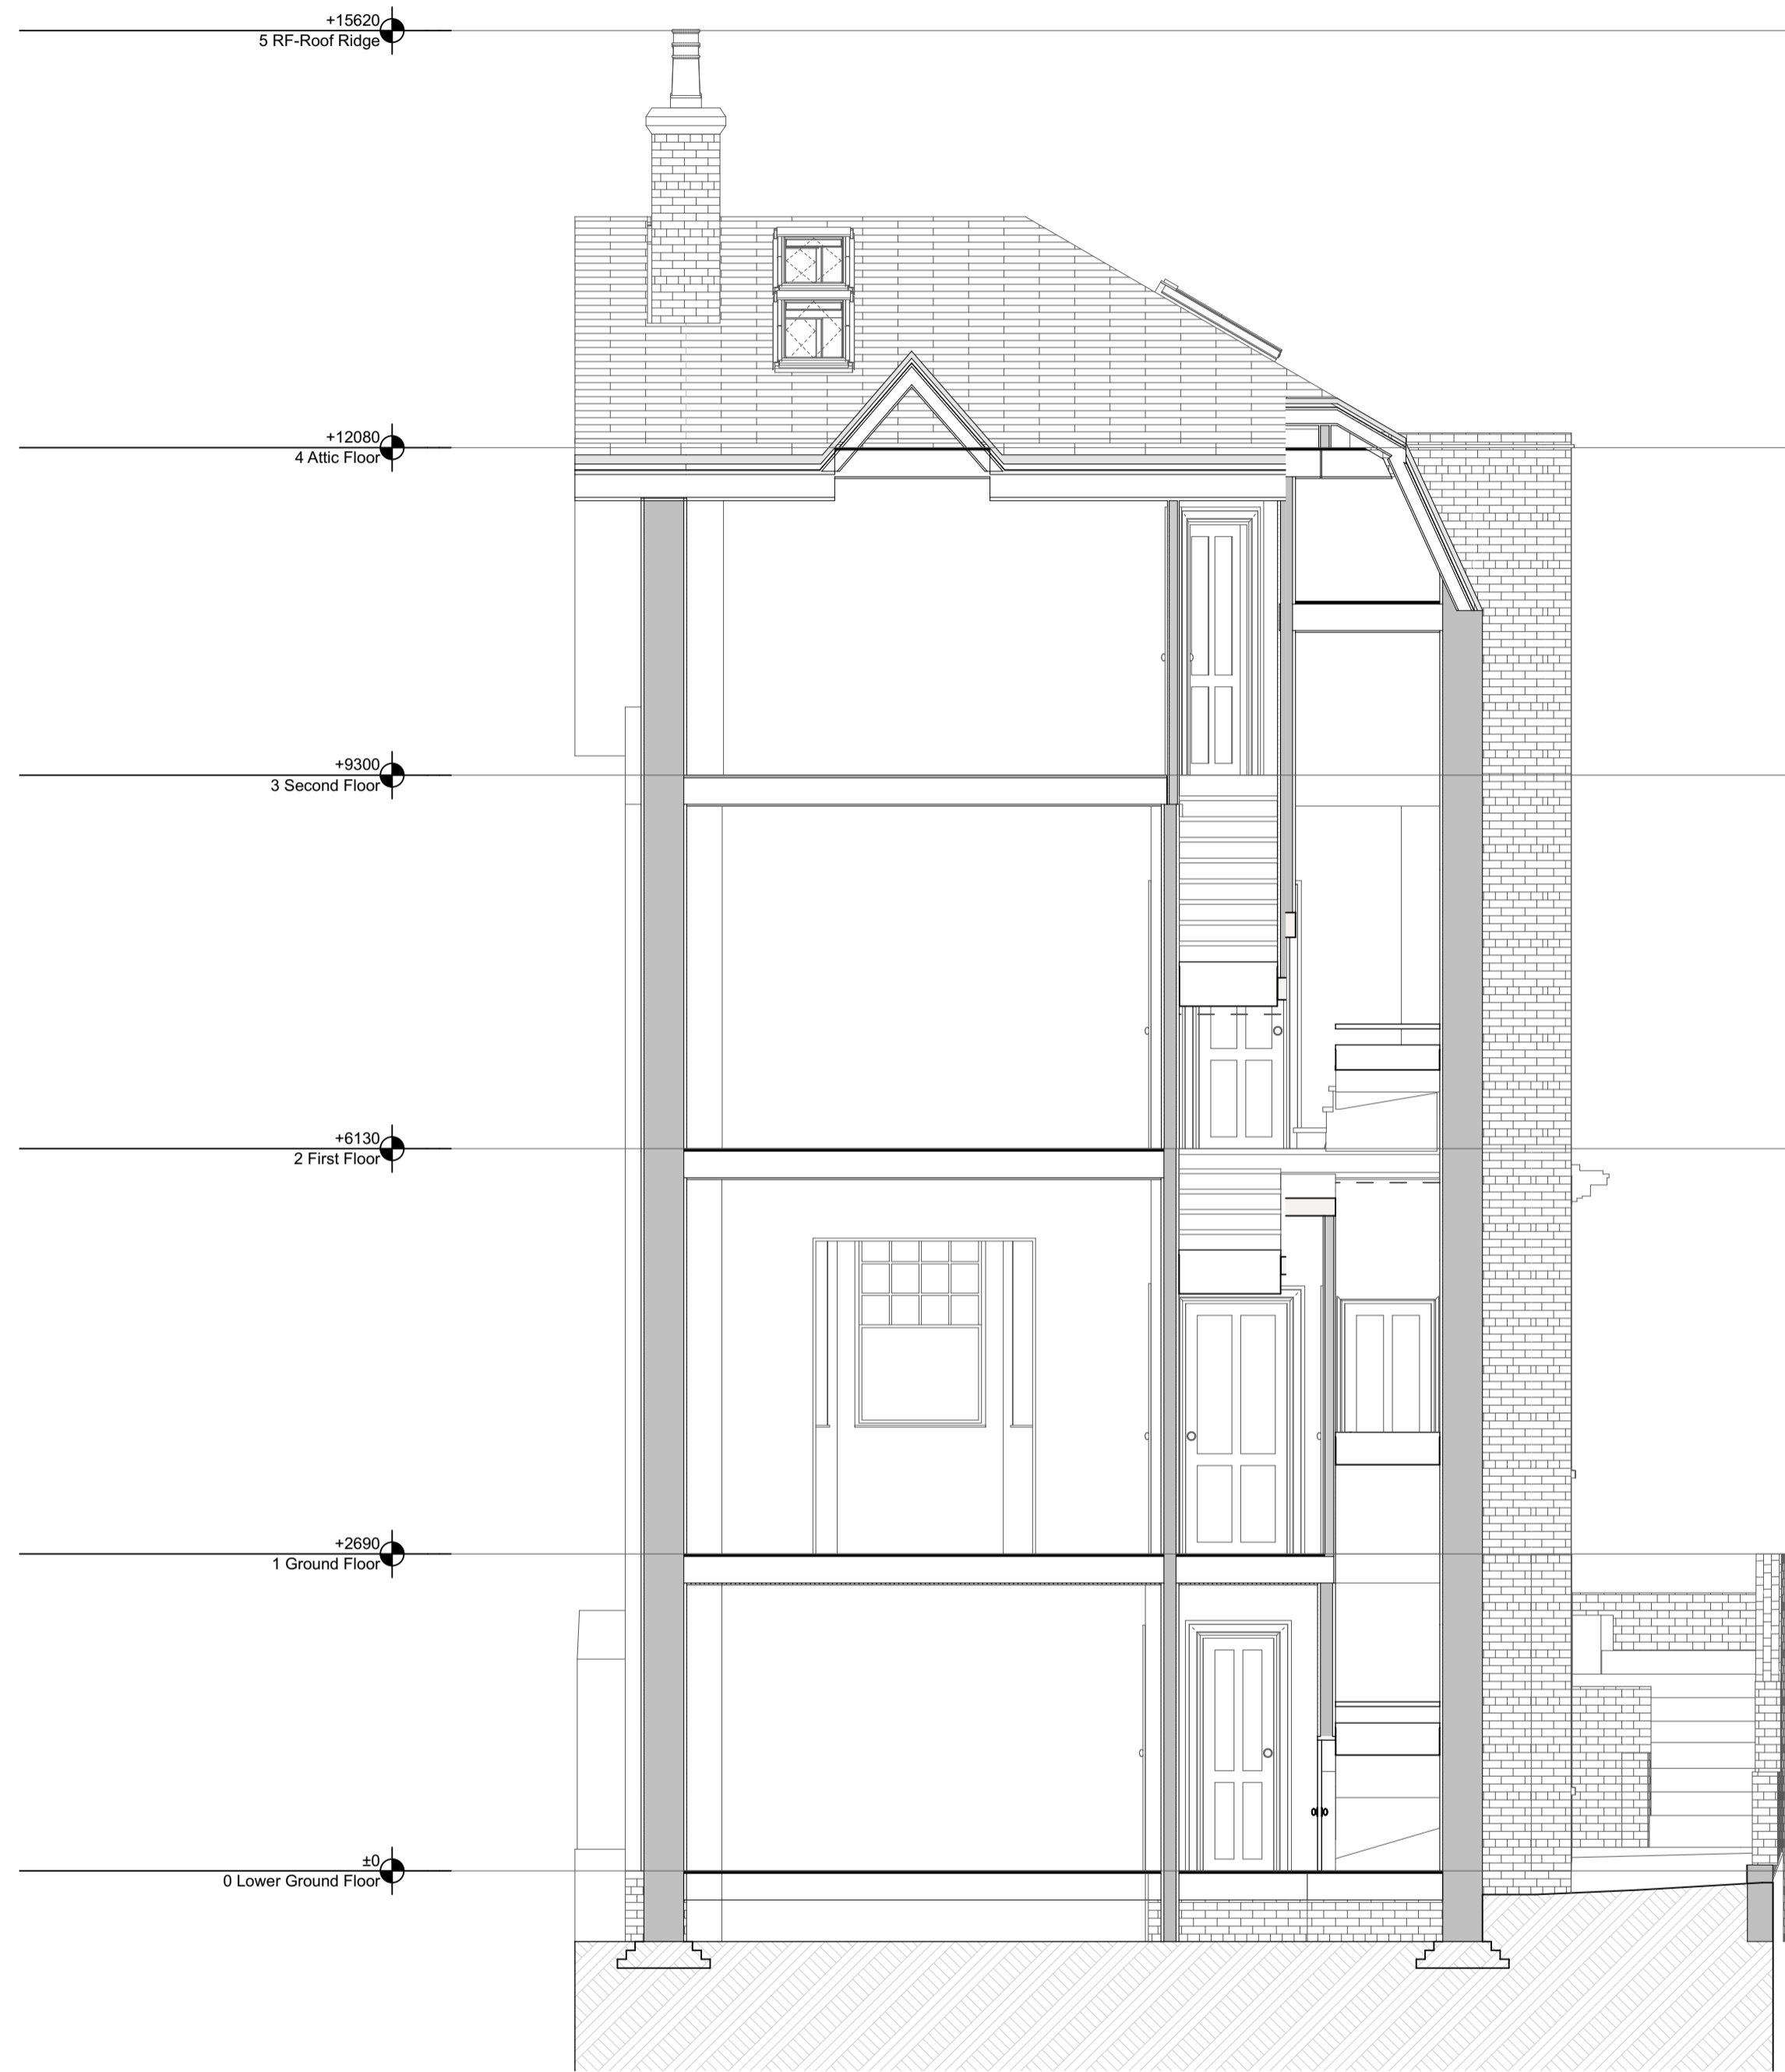 +15620
5 RF-Roof Ridge
+12080
4 Attic Floor
+9300
3 Second Floor
+6130
2 First Floor
+2690
1 Ground Floor
±0
0 Lower Ground Floor